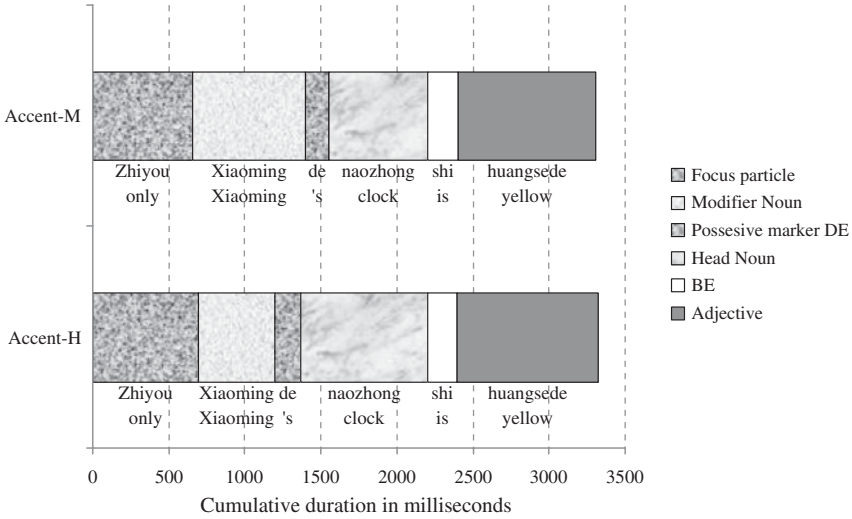 Accent-M
Zhiyou Xiaoming de naozhong shi huangsede
only Xiaoming 's clock is yellow
Accent-H
Zhiyou Xiaoming de naozhong shi huangsede
only Xiaoming 's clock is yellow
0 500 1000 1500 2000 2500 3000 3500
Cumulative duration in milliseconds
Focus particle
Modifier Noun
Possesive marker DE
Head Noun
BE
Adjective